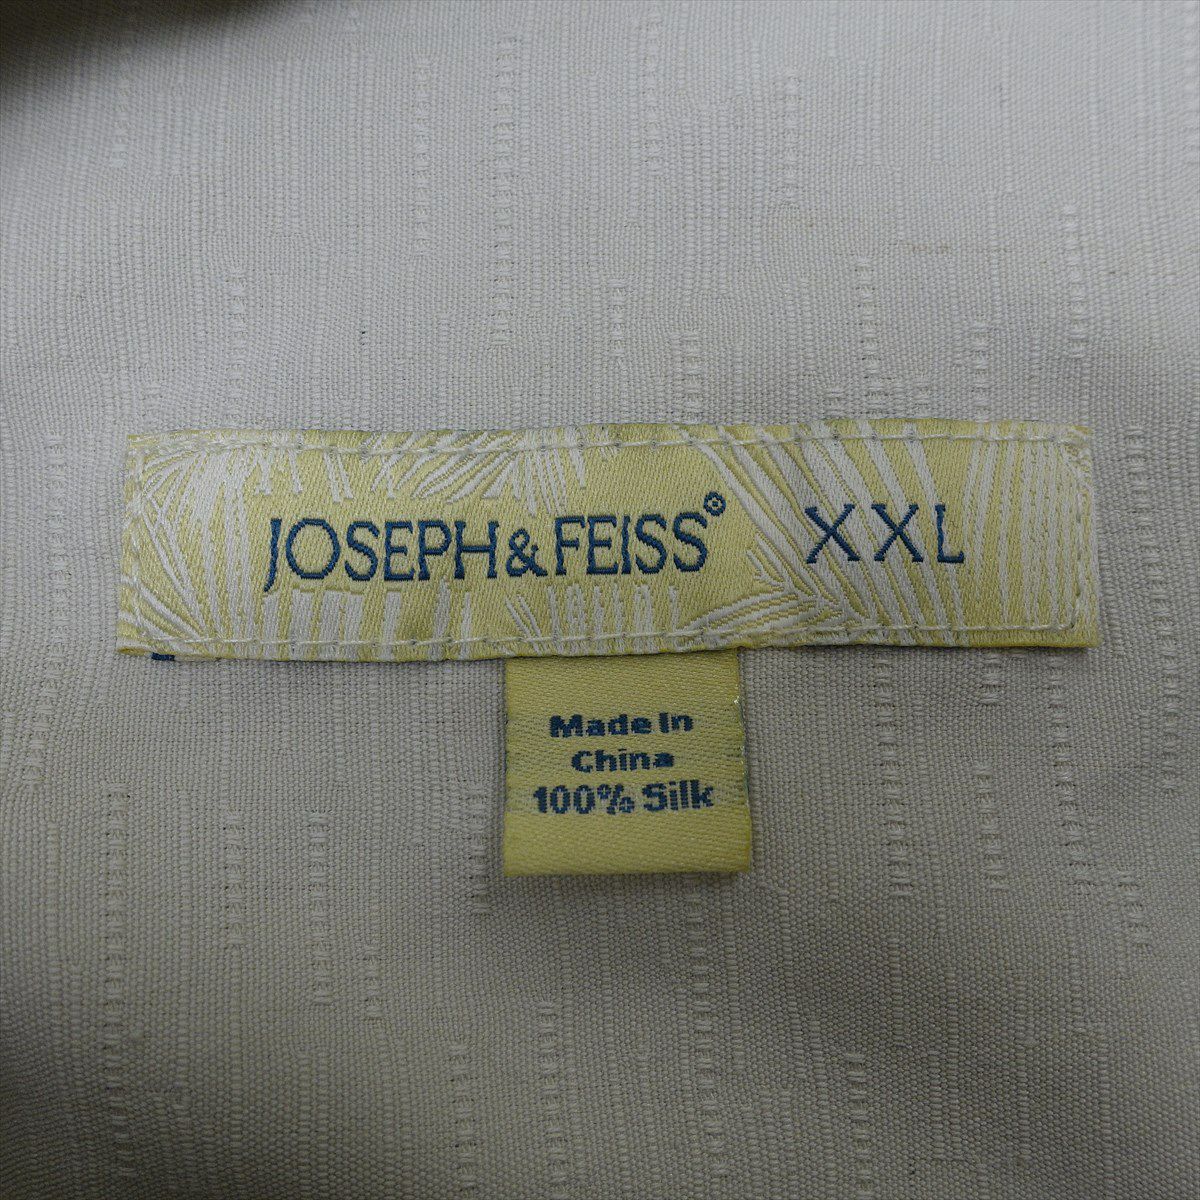 JOSEPH & FEISS® XXL
Made In
China
100% Silk